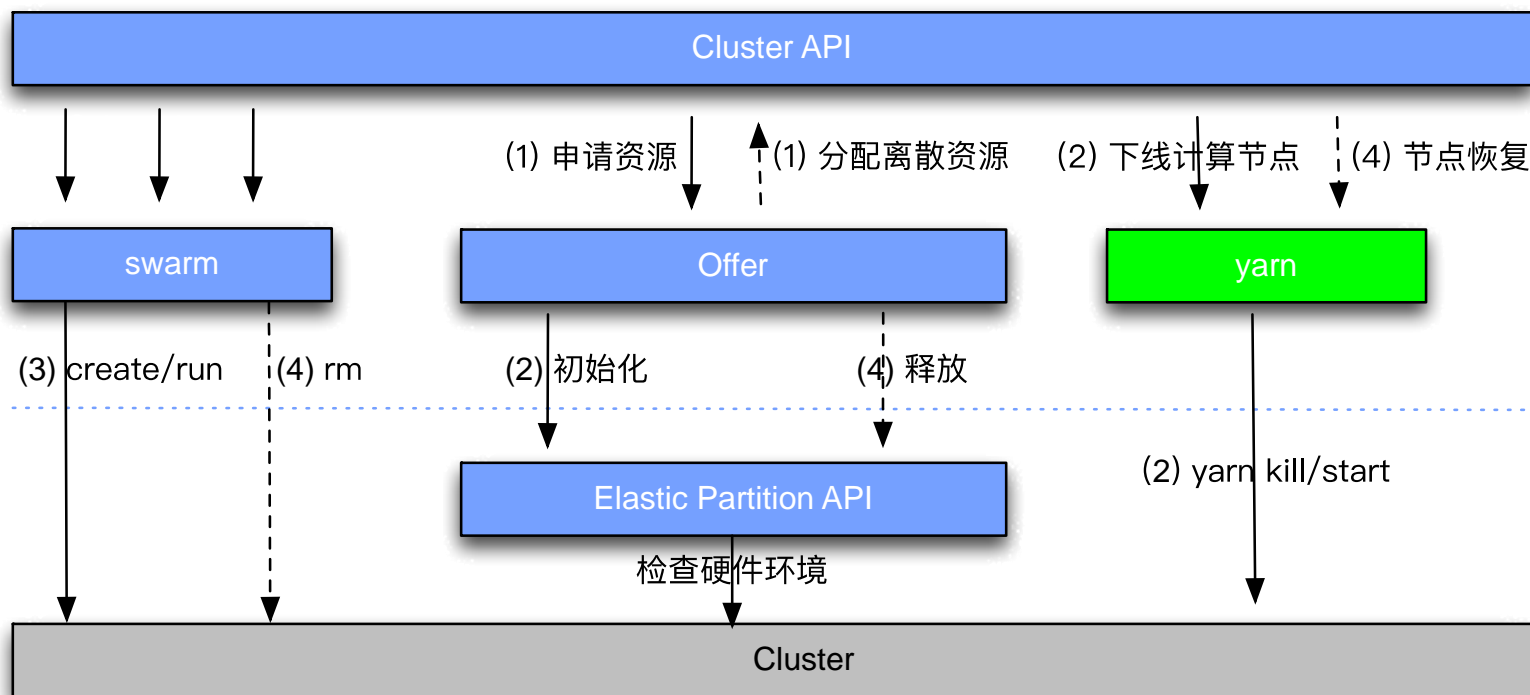 Cluster API
(1) 申请资源
(1) 分配离散资源
(2) 下线计算节点
(4) 节点恢复
swarm
Offer
yarn
(3) create/run
(4) rm
(2) 初始化
(4) 释放
(2) yarn kill/start
Elastic Partition API
检查硬件环境
Cluster